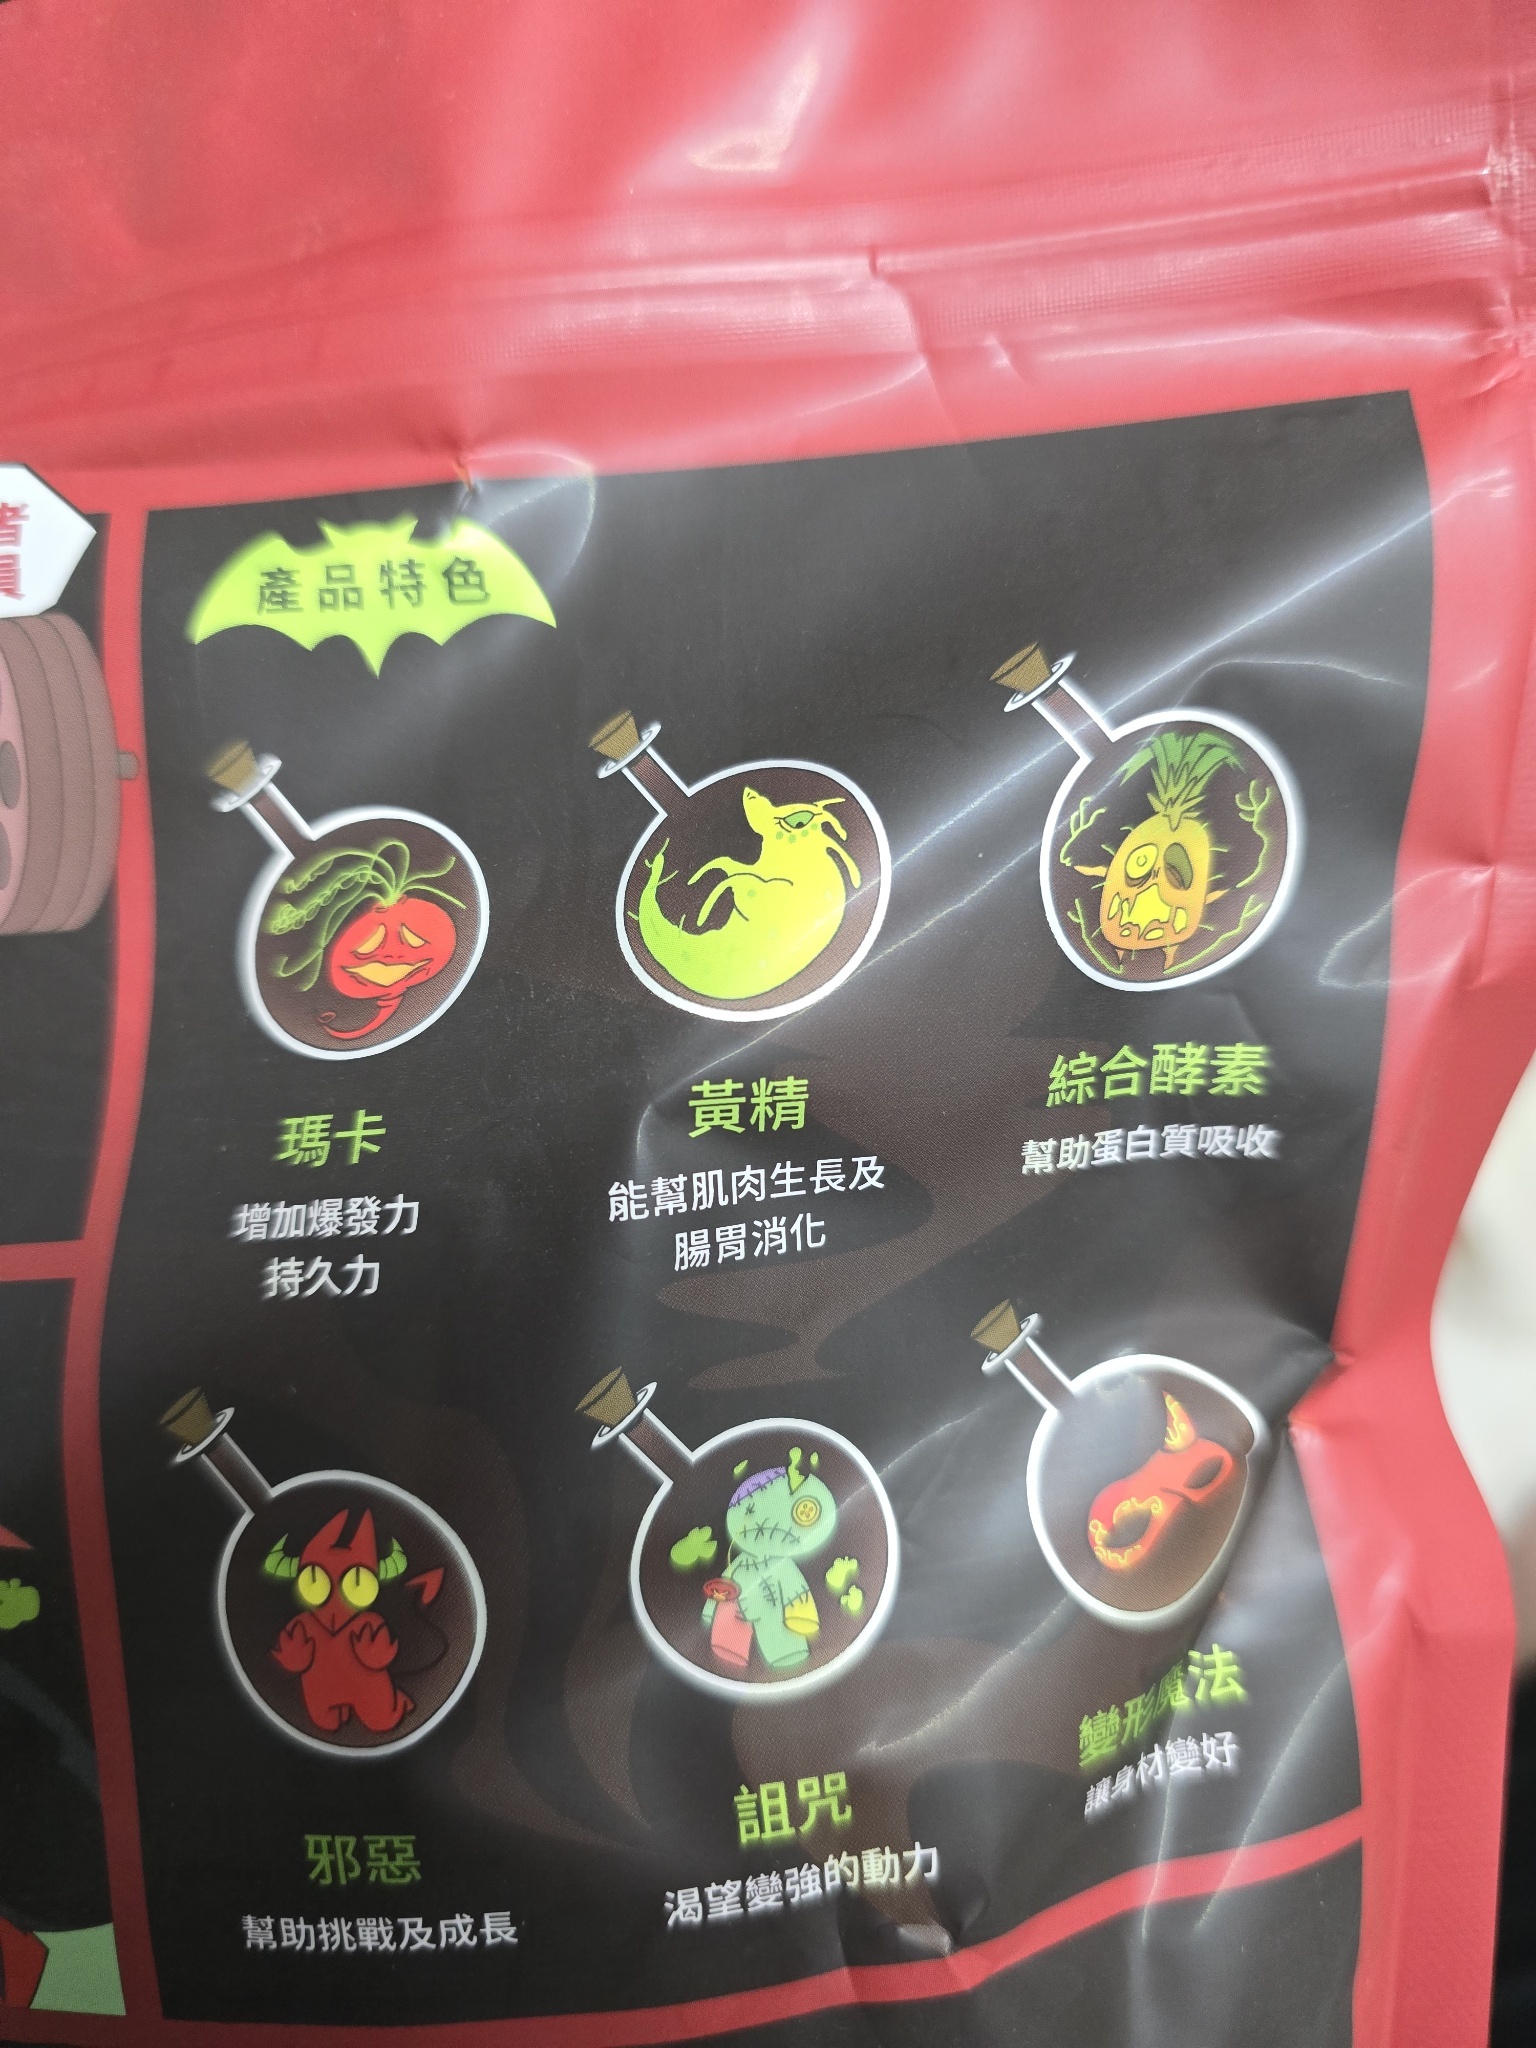 者
員
產品特色
瑪卡
增加爆發力
持久力
黃精
能幫肌肉生長及
腸胃消化
綜合酵素
幫助蛋白質吸收
邪惡
幫助挑戰及成長
詛咒
渴望變強的動力
變形魔法
讓身材變好